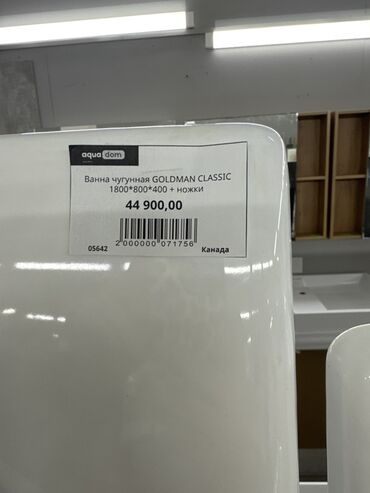 aqua dom
Ванна чугунная GOLDMAN CLASSIC
1800*800*400 + ножки
44 900,00
2 000000 071756
05642 Канада